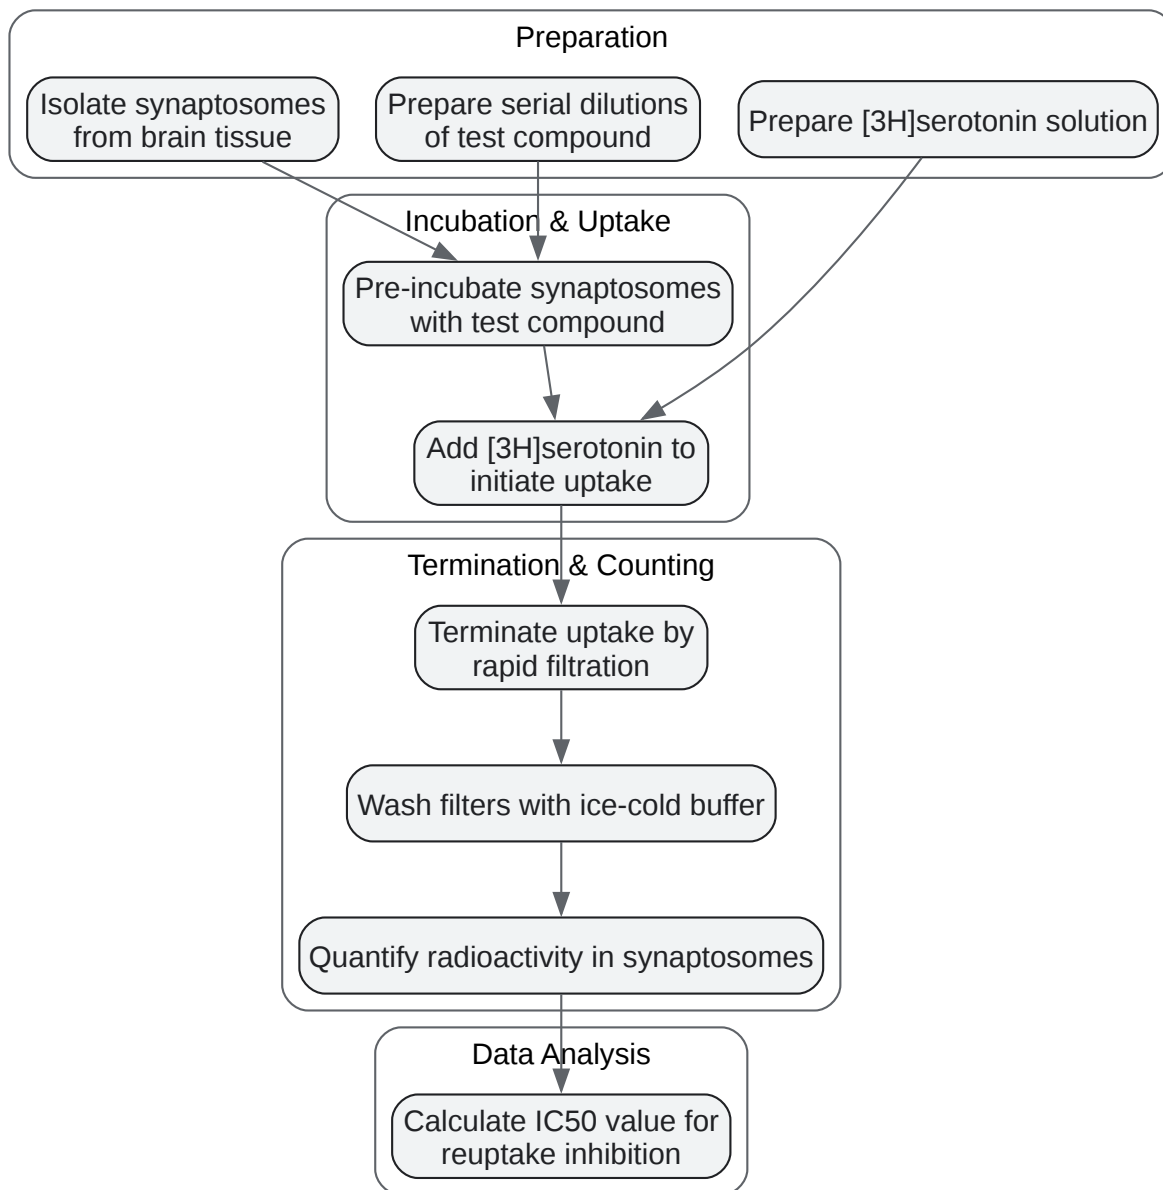 Preparation
Isolate synaptosomes
from brain tissue
Prepare serial dilutions
of test compound
Prepare [3H]serotonin solution
Incubation & Uptake
Pre-incubate synaptosomes
with test compound
Add [3H]serotonin to
initiate uptake
Termination & Counting
Terminate uptake by
rapid filtration
Wash filters with ice-cold buffer
Quantify radioactivity in synaptosomes
Data Analysis
Calculate IC50 value for
reuptake inhibition